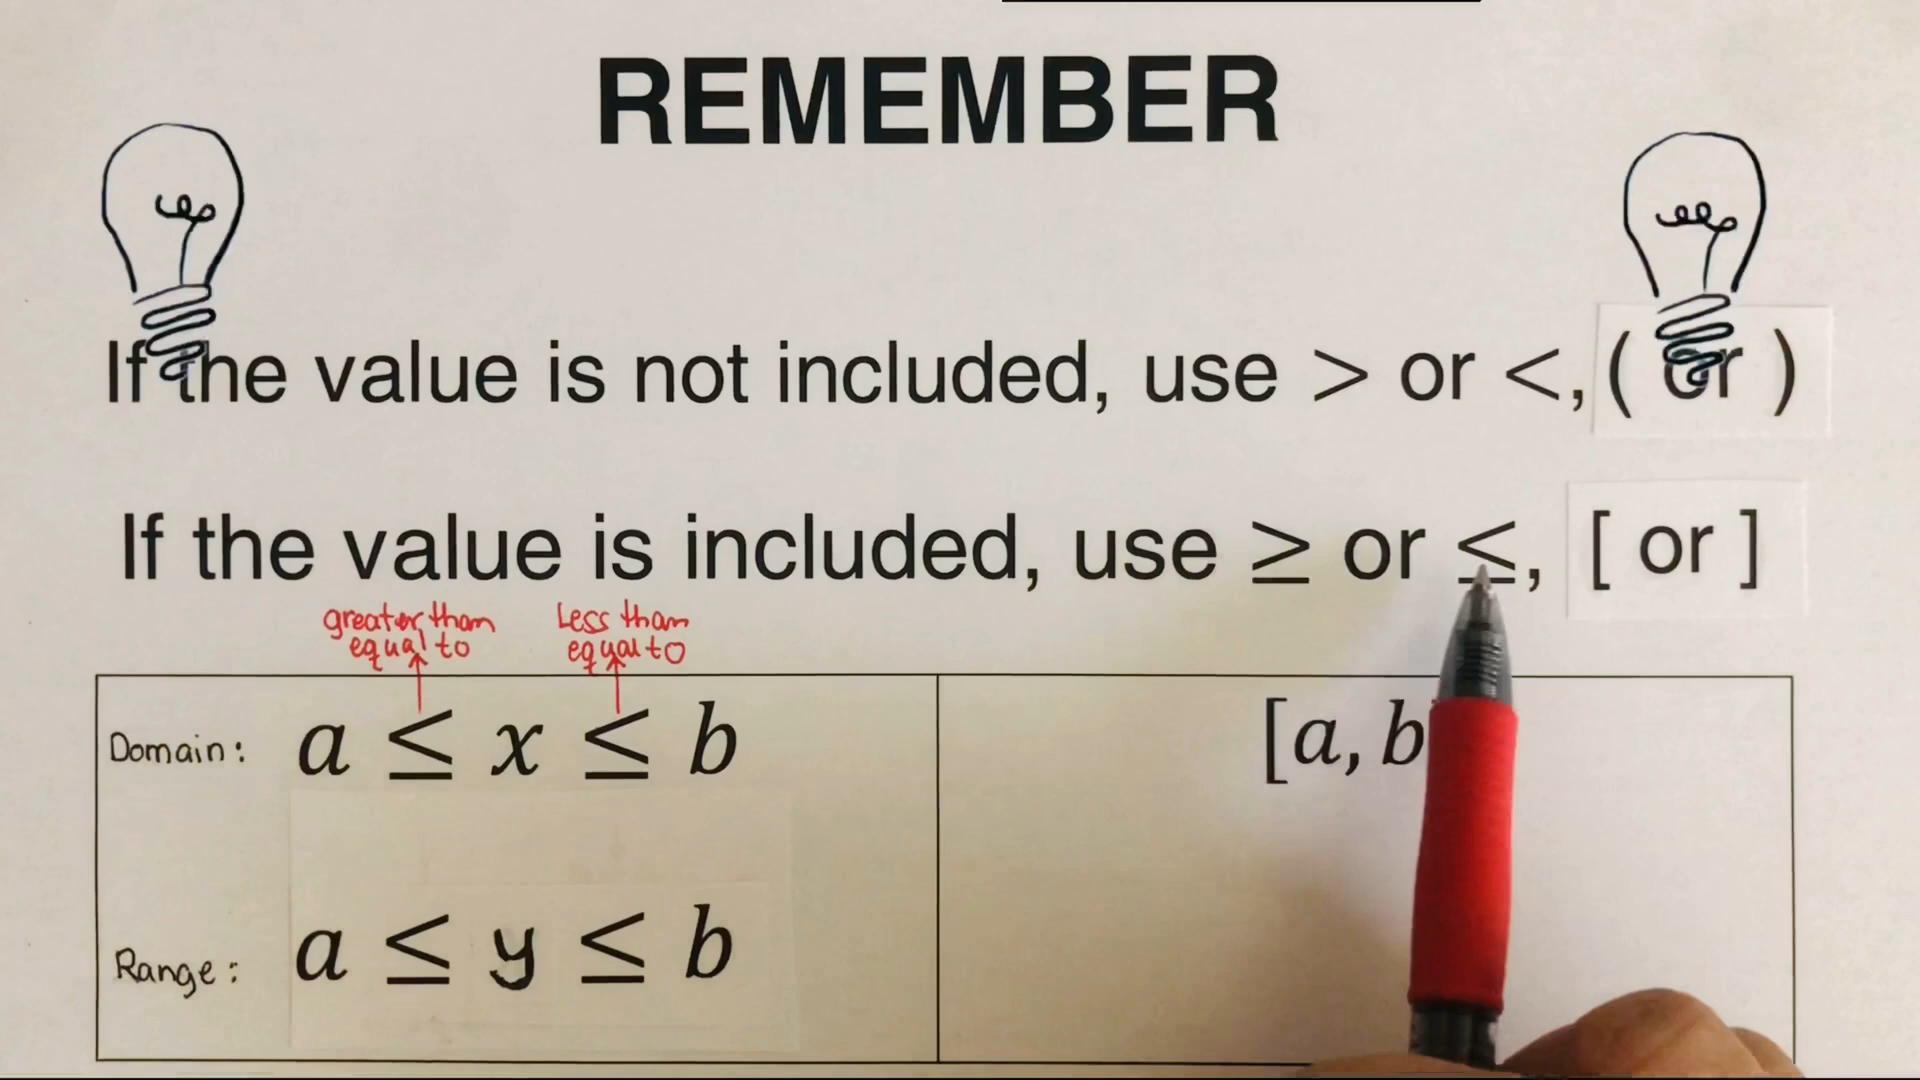 REMEMBER
If the value is not included, use > or <, ( or )
If the value is included, use ≥ or ≤, [ or ]
greater than
equal to
Less than
equal to
Domain: a ≤ x ≤ b
[a, b
Range: a ≤ y ≤ b